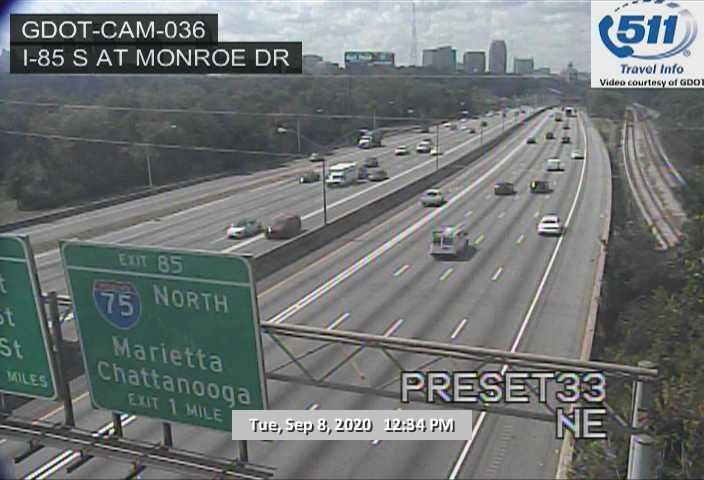 GDOT-CAM-036
I-85 S AT MONROE DR
511
Travel Info
Video courtesy of GDOT
EXIT 85
75
NORTH
Marietta
Chattanooga
EXIT 1 MILE
t
st
St
MILES
PRESET33
NE
Tue, Sep 8, 2020 12:34 PM